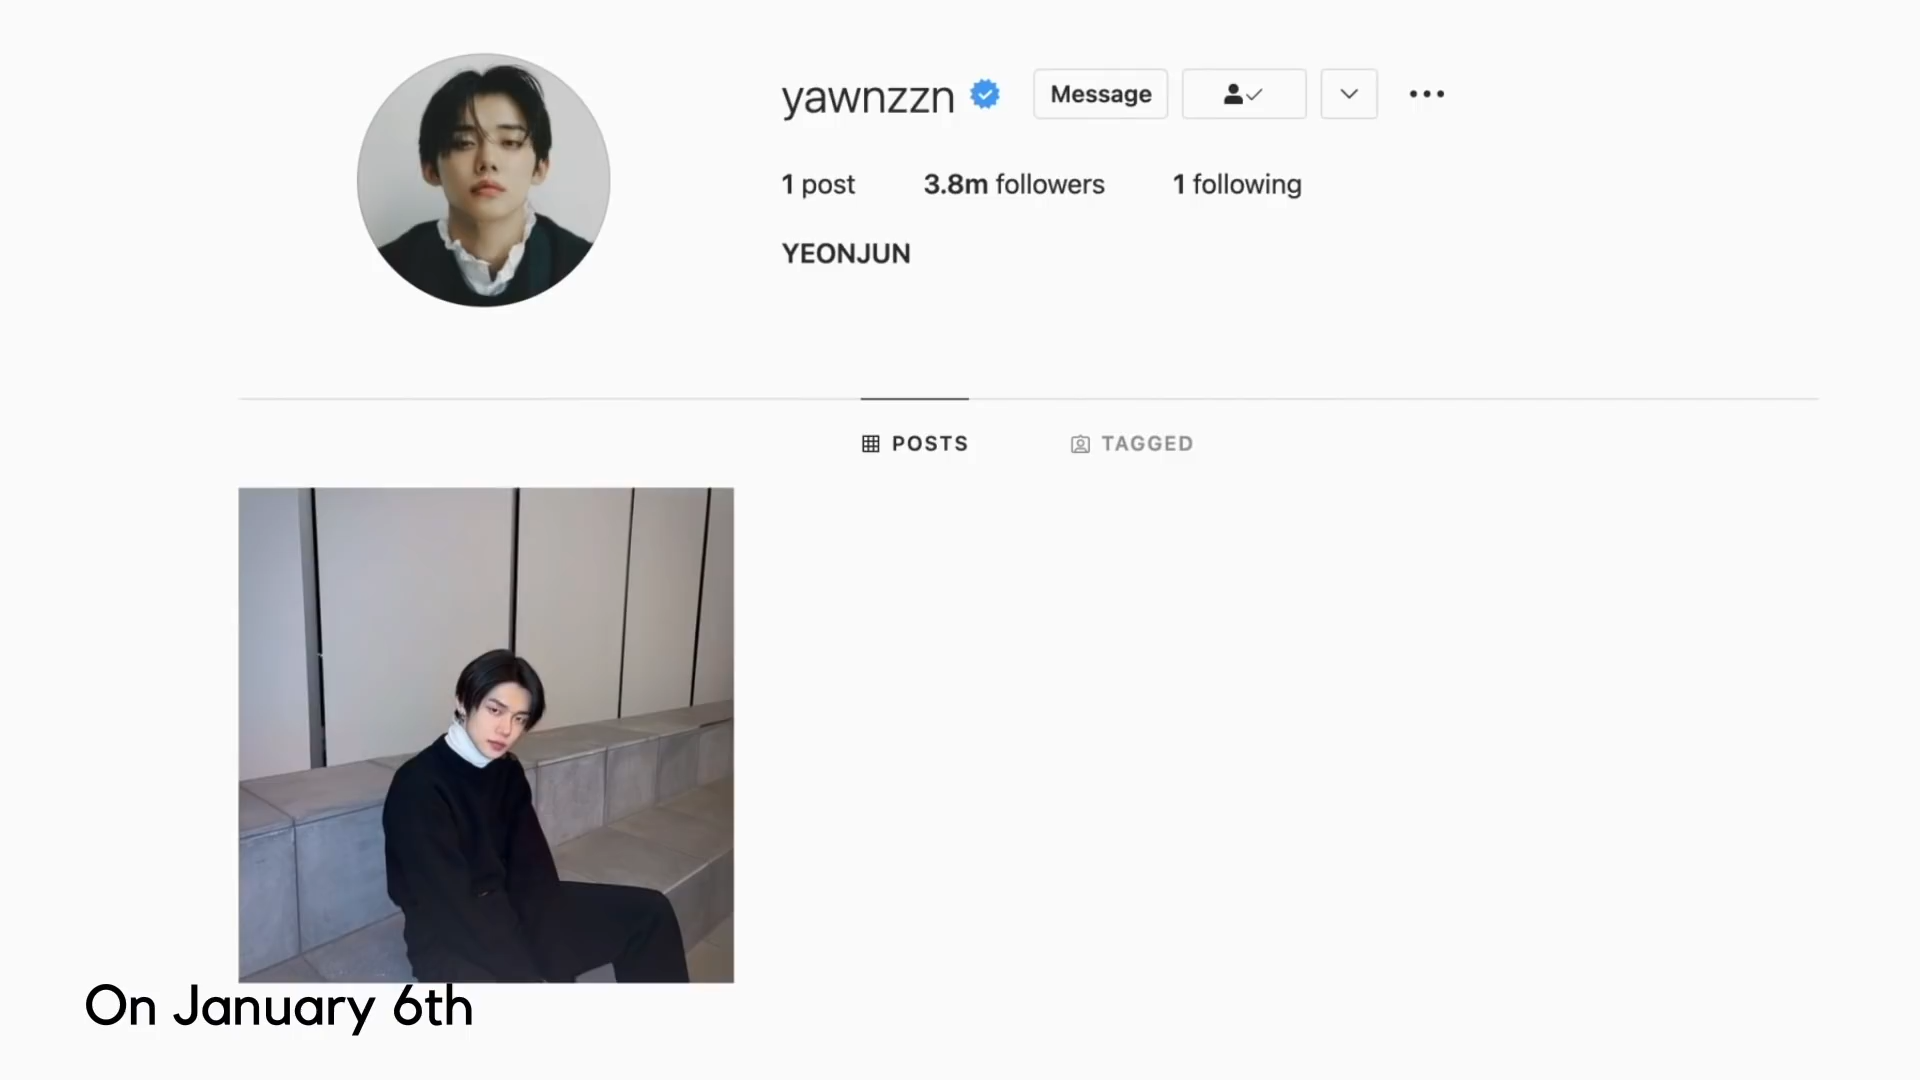 yawnzzn
Message
1 post 3.8m followers 1 following
YEONJUN
POSTS TAGGED
On January 6th